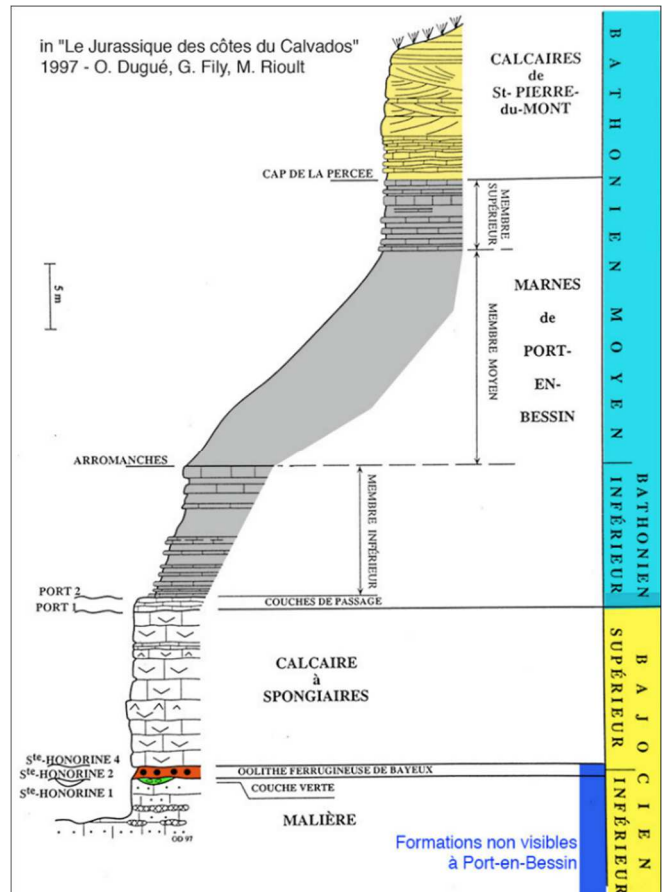 in "Le Jurassique des côtes du Calvados"
1997 - O. Dugué, G. Fily, M. Rioult
CALCAIRES
de
St- PIERRE-
du-MONT
CAP DE LA PERCEE
MEMBRE
SUPÉRIEUR
5 m
MARNES
de
PORT-
EN-
BESSIN
MEMBRE MOYEN
BATHONIEN MOYEN
ARROMANCHES
MEMBRE INFÉRIEUR
BATHONIEN
INFÉRIEUR
PORT 2
PORT 1
COUCHES DE PASSAGE
CALCAIRE
à
SPONGIAIRES
SUPÉRIEUR
BAJOCIEN
Ste-HONORINE 4
Ste-HONORINE 2
Ste-HONORINE 1
OOLITHE FERRUGINEUSE DE BAYEUX
COUCHE VERTE
MALIÈRE
INFÉRIEUR
GD 97
Formations non visibles
à Port-en-Bessin